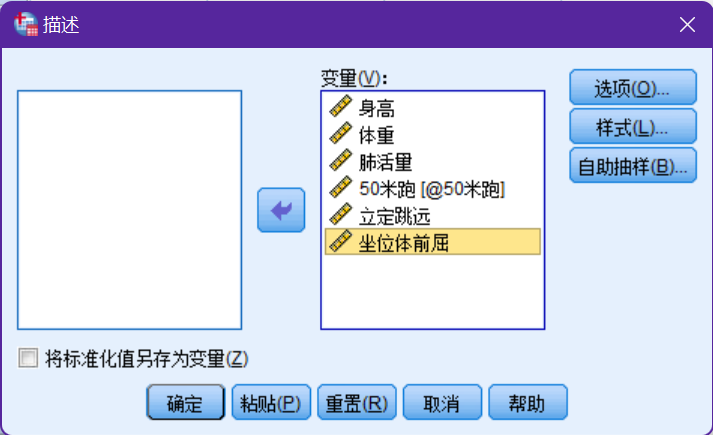 描述
变量(V):
身高
体重
肺活量
50米跑 [@50米跑]
立定跳远
坐位体前屈
选项(O)...
样式(L)...
自助抽样(B)...
将标准化值另存为变量(Z)
确定
粘贴(P)
重置(R)
取消
帮助